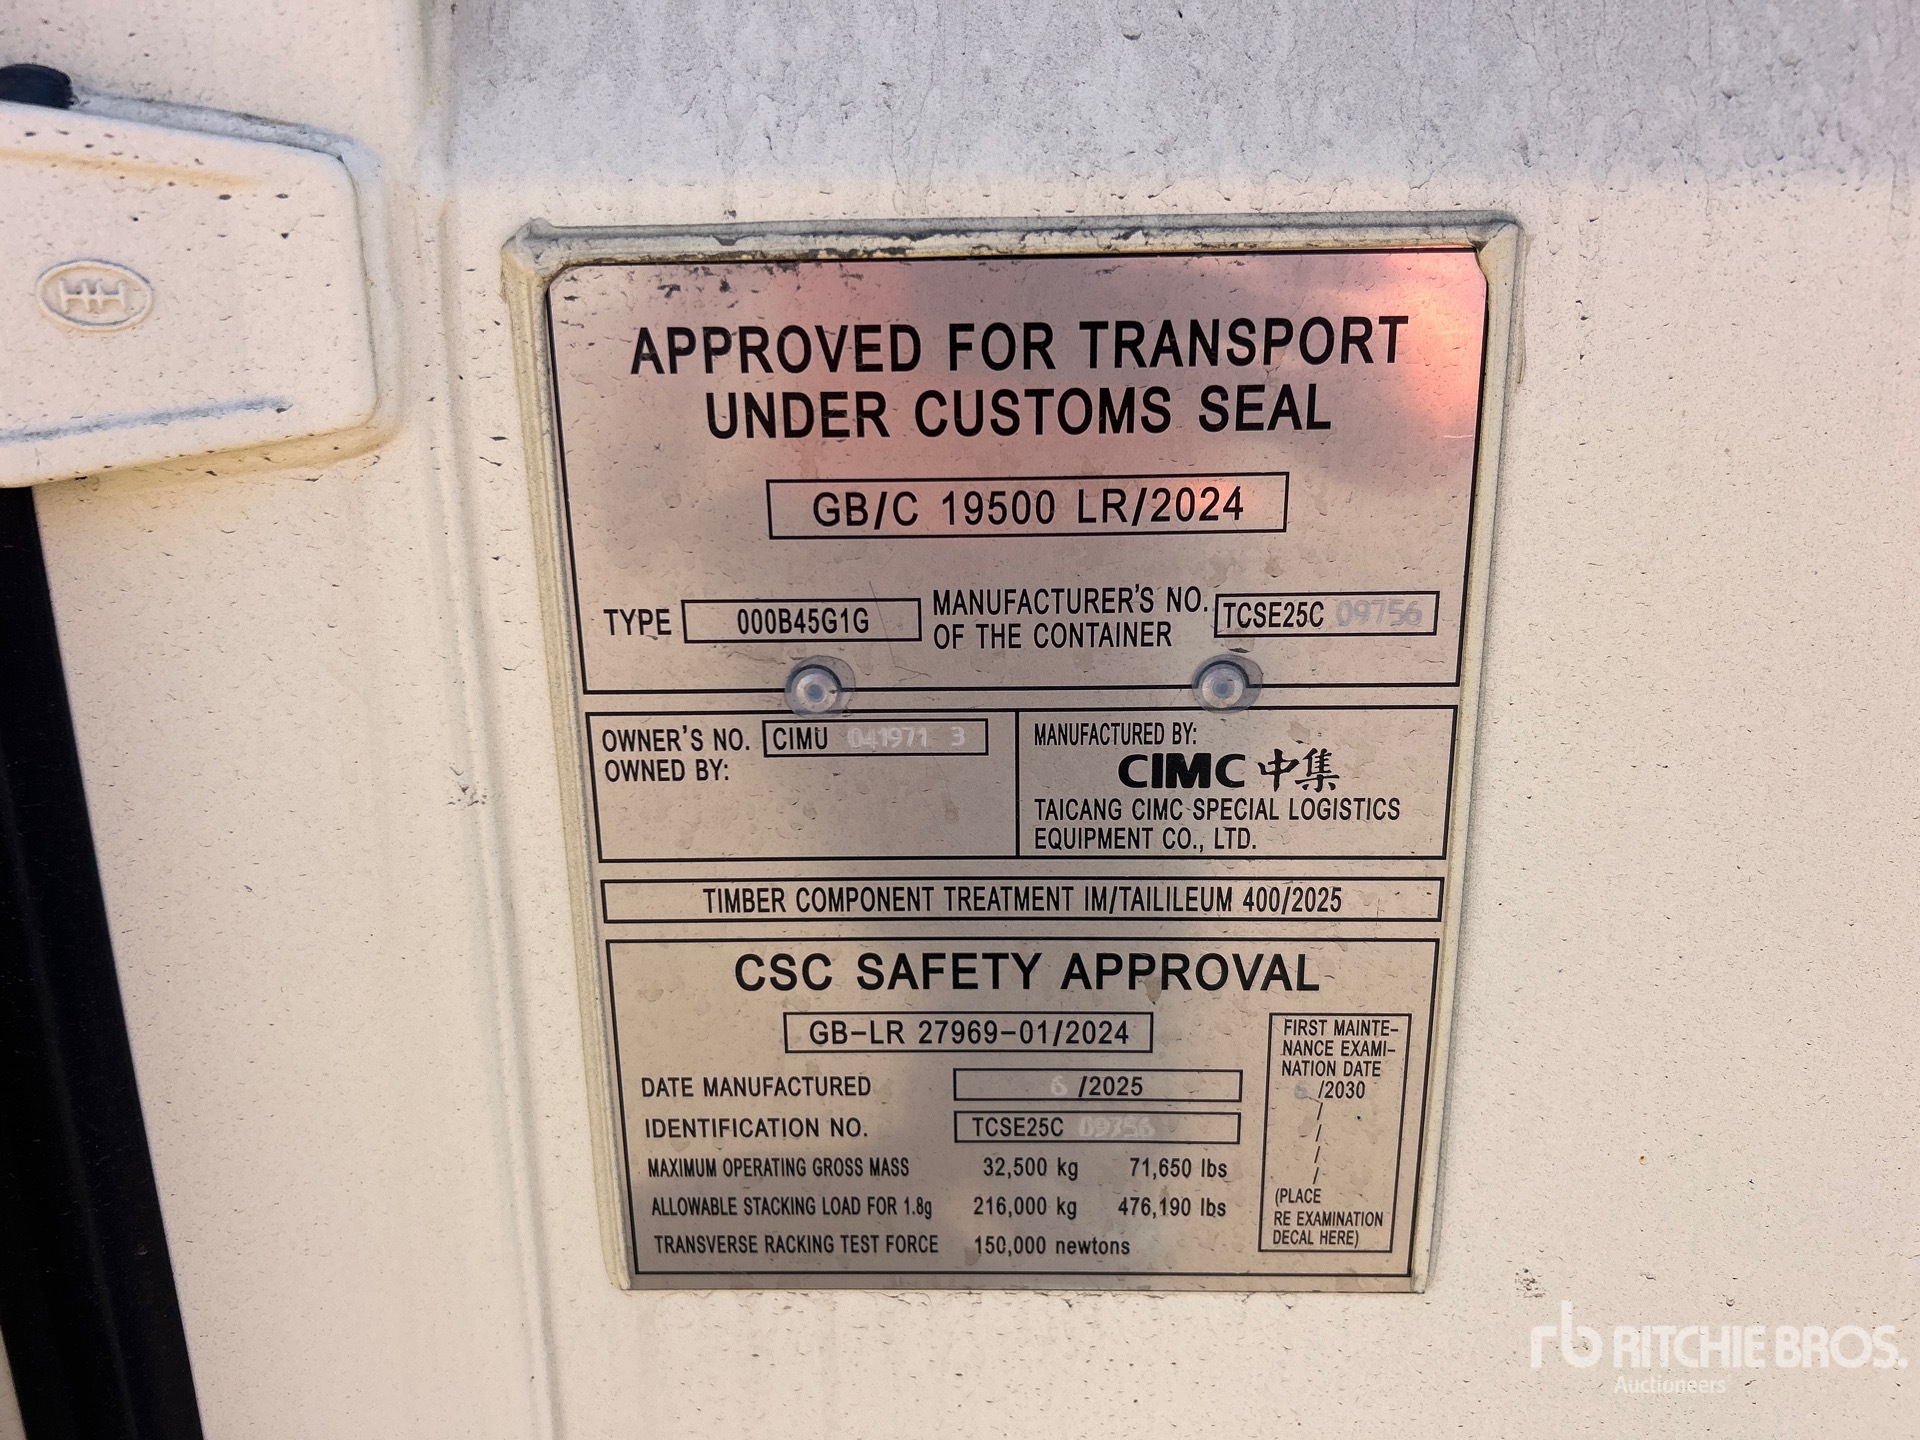 HH
APPROVED FOR TRANSPORT
UNDER CUSTOMS SEAL
GB/C 19500 LR/2024
TYPE 000B45G1G
MANUFACTURER'S NO.
OF THE CONTAINER
TCSE25C 09756
OWNER'S NO. CIMU 041971 3
OWNED BY:
MANUFACTURED BY:
CIMC 中集
TAICANG CIMC SPECIAL LOGISTICS
EQUIPMENT CO., LTD.
TIMBER COMPONENT TREATMENT IM/TAILILEUM 400/2025
CSC SAFETY APPROVAL
GB-LR 27969-01/2024
DATE MANUFACTURED 6 /2025
IDENTIFICATION NO. TCSE25C 09756
MAXIMUM OPERATING GROSS MASS 32,500 kg 71,650 lbs
ALLOWABLE STACKING LOAD FOR 1.8g 216,000 kg 476,190 lbs
TRANSVERSE RACKING TEST FORCE 150,000 newtons
FIRST MAINTE-
NANCE EXAMI-
NATION DATE
6 /2030
/
/
/
/
(PLACE
RE EXAMINATION
DECAL HERE)
rb RITCHIE BROS.
Auctioneers